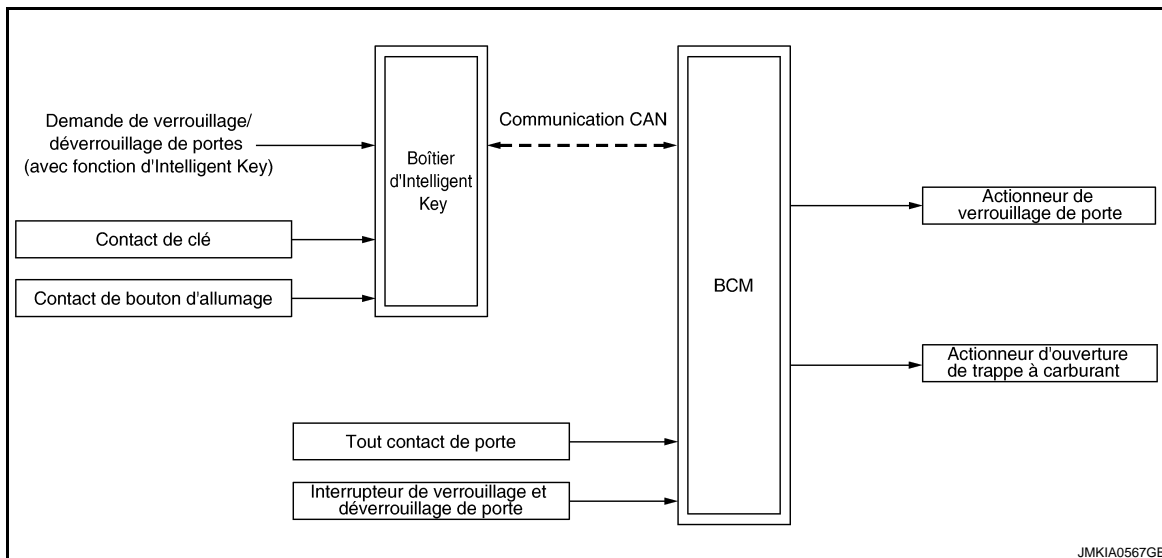 Demande de verrouillage/
déverrouillage de portes
(avec fonction d'Intelligent Key)
Contact de clé
Contact de bouton d'allumage
Boîtier
d'Intelligent
Key
Communication CAN
BCM
Tout contact de porte
Interrupteur de verrouillage et
déverrouillage de porte
Actionneur de
verrouillage de porte
Actionneur d'ouverture
de trappe à carburant
JMKIA0567GB